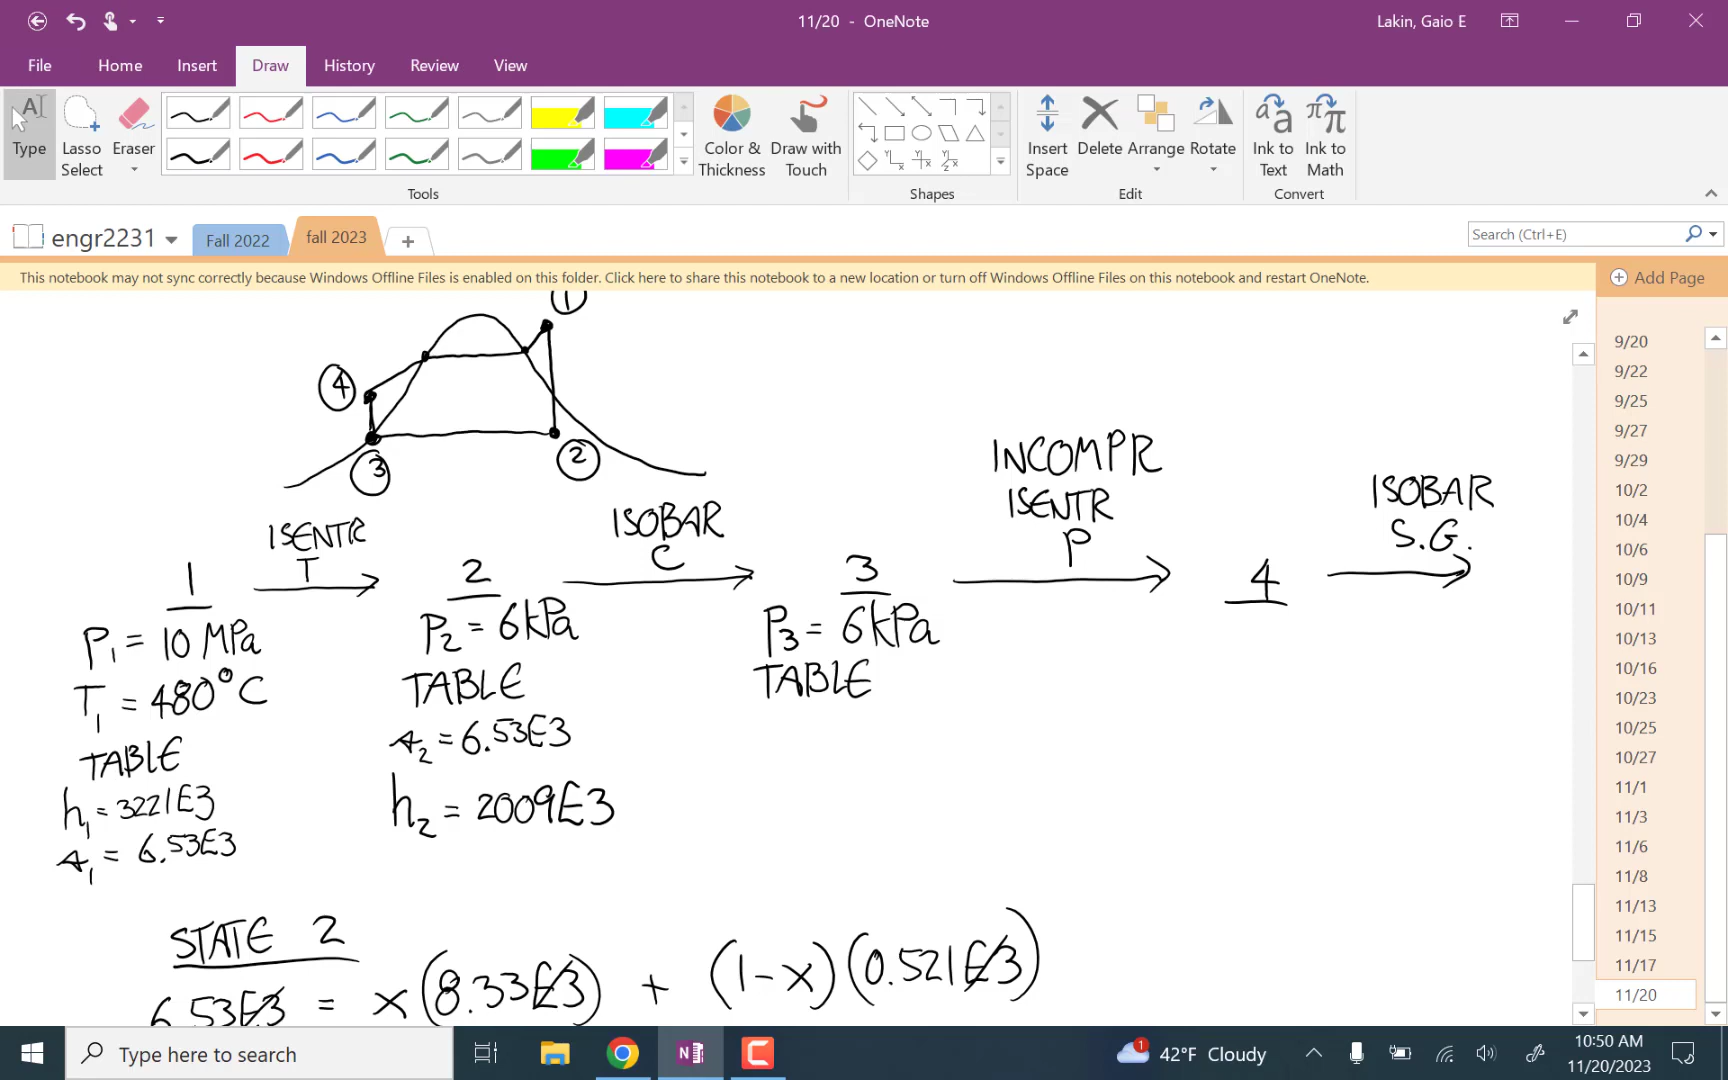 11/20 - OneNote
Lakin, Gaio E
File Home Insert Draw History Review View
Type
Lasso Select
Eraser
Color & Thickness
Draw with Touch
Insert Space
Delete
Arrange
Rotate
Ink to Text
Ink to Math
Tools
Shapes
Edit
Convert
engr2231
Fall 2022
fall 2023
Search (Ctrl+E)
This notebook may not sync correctly because Windows Offline Files is enabled on this folder. Click here to share this notebook to a new location or turn off Windows Offline Files on this notebook and restart OneNote.
Add Page
9/20
9/22
9/25
9/27
9/29
10/2
10/4
10/6
10/9
10/11
10/13
10/16
10/23
10/25
10/27
11/1
11/3
11/6
11/8
11/13
11/15
11/17
11/20
1
4
3
2
ISENTR
T
ISOBAR
C
INCOMPR
ISENTR
P
ISOBAR
S.G.
1
P1 = 10 MPa
T1 = 480°C
TABLE
h1 = 3221E3
s1 = 6.53E3
2
P2 = 6kPa
TABLE
s2 = 6.53E3
h2 = 2009E3
3
P3 = 6kPa
TABLE
4
STATE 2
6.53E3 = x(8.33E3) + (1-x)(0.521E3)
Type here to search
1
42°F Cloudy
10:50 AM
11/20/2023